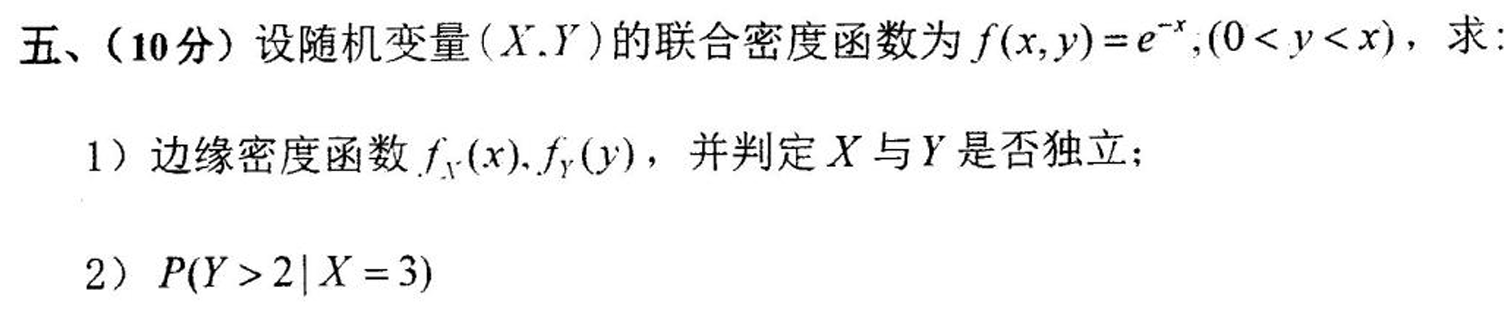 五、（10分）设随机变量(X.Y)的联合密度函数为 f(x,y)=e^{-x},(0<y<x)，求：
1）边缘密度函数 f_X(x).f_Y(y)，并判定 X 与 Y 是否独立；
2） P(Y>2|X=3)